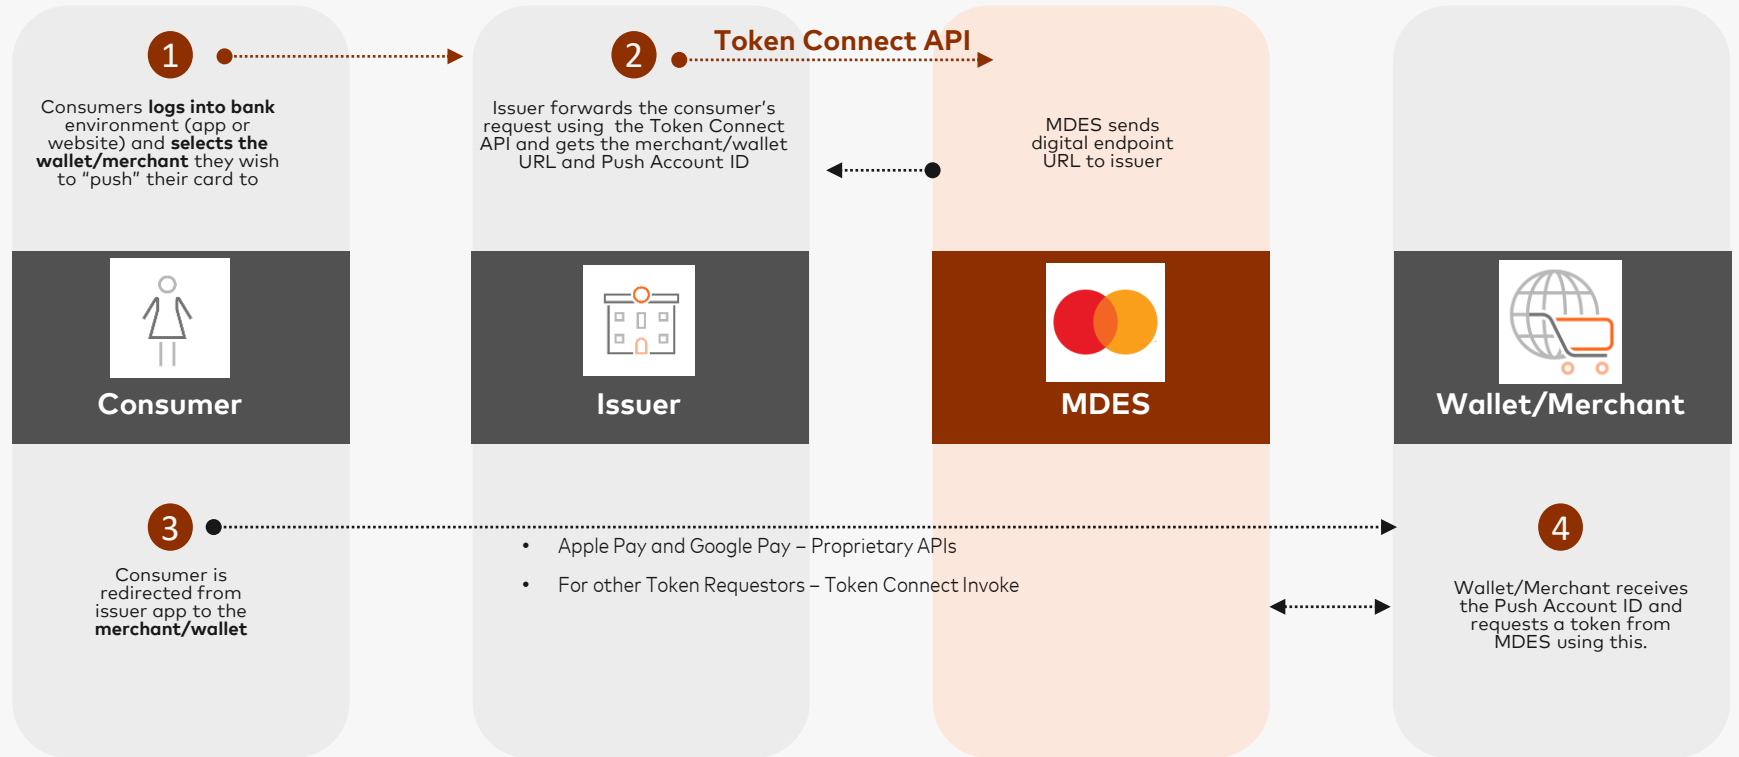 1
Consumers logs into bank
environment (app or
website) and selects the
wallet/merchant they wish
to “push” their card to
2
Token Connect API
Issuer forwards the consumer’s
request using  the Token Connect
API and gets the merchant/wallet
URL and Push Account ID
MDES sends
digital endpoint
URL to issuer
Consumer
Issuer
MDES
Wallet/Merchant
3
Consumer is
redirected from
issuer app to the
merchant/wallet
• Apple Pay and Google Pay – Proprietary APIs
• For other Token Requestors – Token Connect Invoke
4
Wallet/Merchant receives
the Push Account ID and
requests a token from
MDES using this.